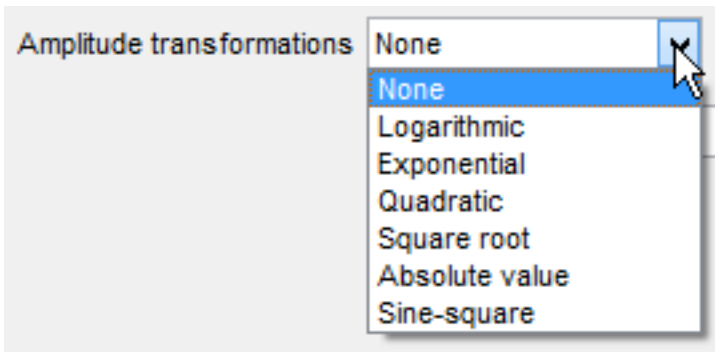 Amplitude transformations None
None
Logarithmic
Exponential
Quadratic
Square root
Absolute value
Sine-square